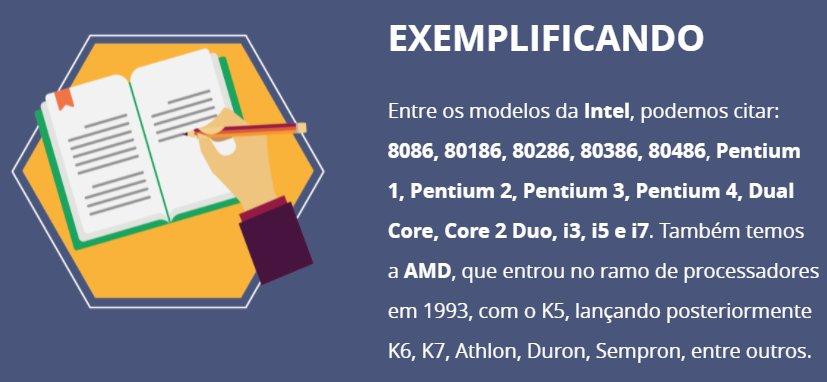 EXEMPLIFICANDO
Entre os modelos da Intel, podemos citar:
8086, 80186, 80286, 80386, 80486, Pentium
1, Pentium 2, Pentium 3, Pentium 4, Dual
Core, Core 2 Duo, i3, i5 e i7. Também temos
a AMD, que entrou no ramo de processadores
em 1993, com o K5, lançando posteriormente
K6, K7, Athlon, Duron, Sempron, entre outros.